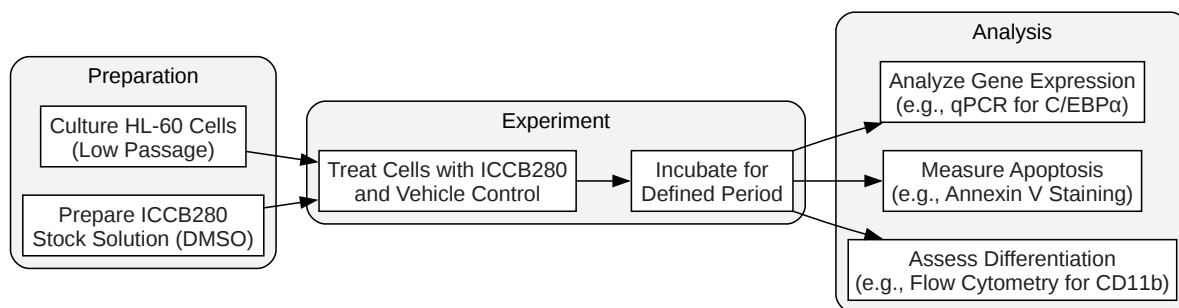 Preparation
Culture HL-60 Cells
(Low Passage)
Prepare ICCB280
Stock Solution (DMSO)
Experiment
Treat Cells with ICCB280
and Vehicle Control
Incubate for
Defined Period
Analysis
Analyze Gene Expression
(e.g., qPCR for C/EBPα)
Measure Apoptosis
(e.g., Annexin V Staining)
Assess Differentiation
(e.g., Flow Cytometry for CD11b)